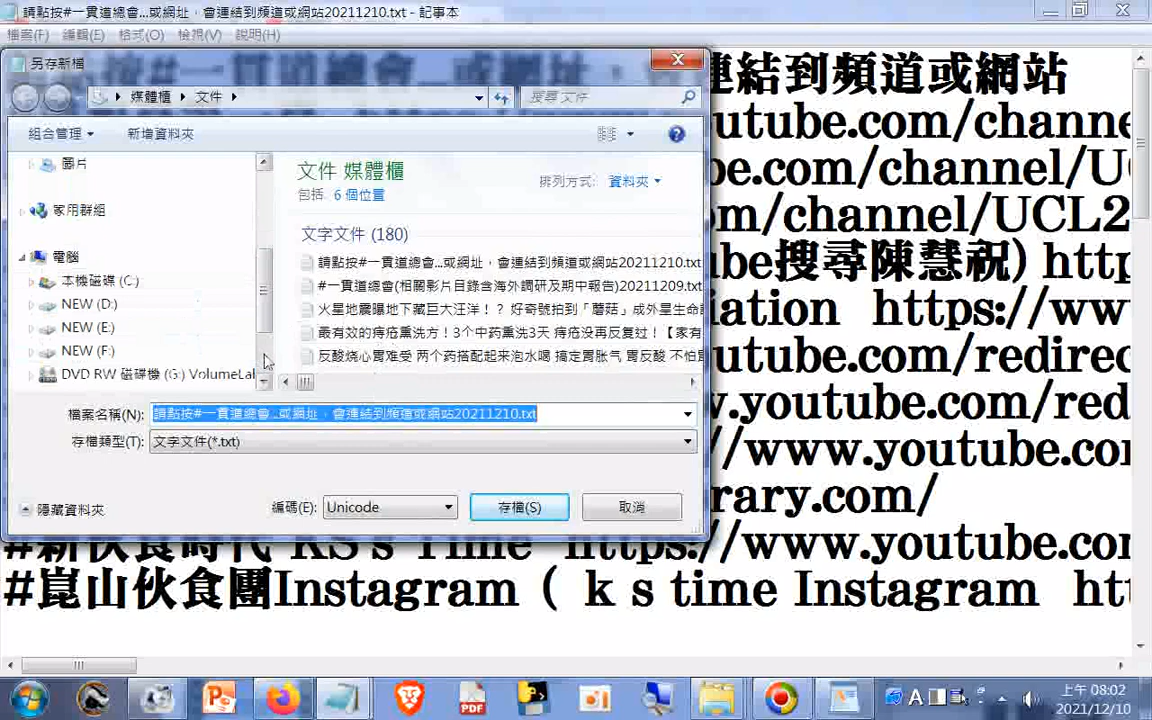 請點按#一貫道總會...或網址，會連結到頻道或網站20211210.txt - 記事本
檔案(F) 編輯(E) 格式(O) 檢視(V) 說明(H)
連結到頻道或網站
utube.com/channe
be.com/channel/U
om/channel/UCL2
ube搜尋陳慧祝) http
iation https://ww
utube.com/redirec
v.youtube.com/red
//www.youtube.co
rary.com/
#新伙食時代 KS's Time https://www.youtube.com
#崑山伙食團Instagram ( k s time Instagram htt
另存新檔
媒體櫃 文件
搜尋 文件
組合管理 新增資料夾
圖片
家用群組
電腦
本機磁碟 (C:)
NEW (D:)
NEW (E:)
NEW (F:)
DVD RW 磁碟機 (G:) VolumeLab
文件 媒體櫃
包括: 6 個位置
排列方式: 資料夾
文字文件 (180)
請點按#一貫道總會...或網址，會連結到頻道或網站20211210.txt
#一貫道總會(相關影片目錄含海外調研及期中報告)20211209.txt
火星地震曝地下藏巨大汪洋！？ 好奇號拍到「蘑菇」成外星生命證
最有效的痔疮熏洗方！3个中药熏洗3天 痔疮没再反复过！【家有
反酸烧心胃难受 两个药搭配起来泡水喝 搞定胃胀气 胃反酸 不怕胃
檔案名稱(N): 請點按#一貫道總會...或網址，會連結到頻道或網站20211210.txt
存檔類型(T): 文字文件(*.txt)
隱藏資料夾
編碼(E): Unicode
存檔(S)
取消
PDF
A
上午 08:02
2021/12/10